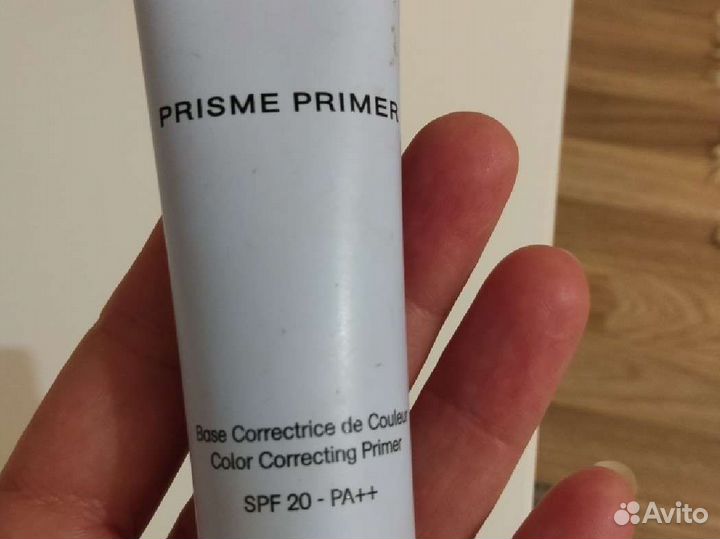 PRISME PRIMER
Base Correctrice de Couleur
Color Correcting Primer
SPF 20 - PA++
Avito